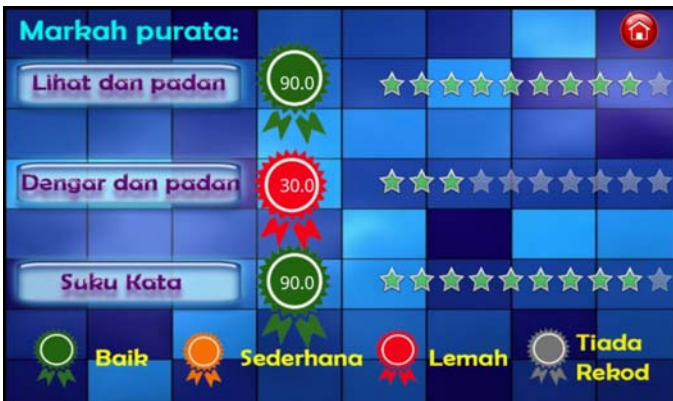 Markah purata:
Lihat dan padan
90.0
Dengar dan padan
30.0
Suku Kata
90.0
Baik
Sederhana
Lemah
Tiada
Rekod